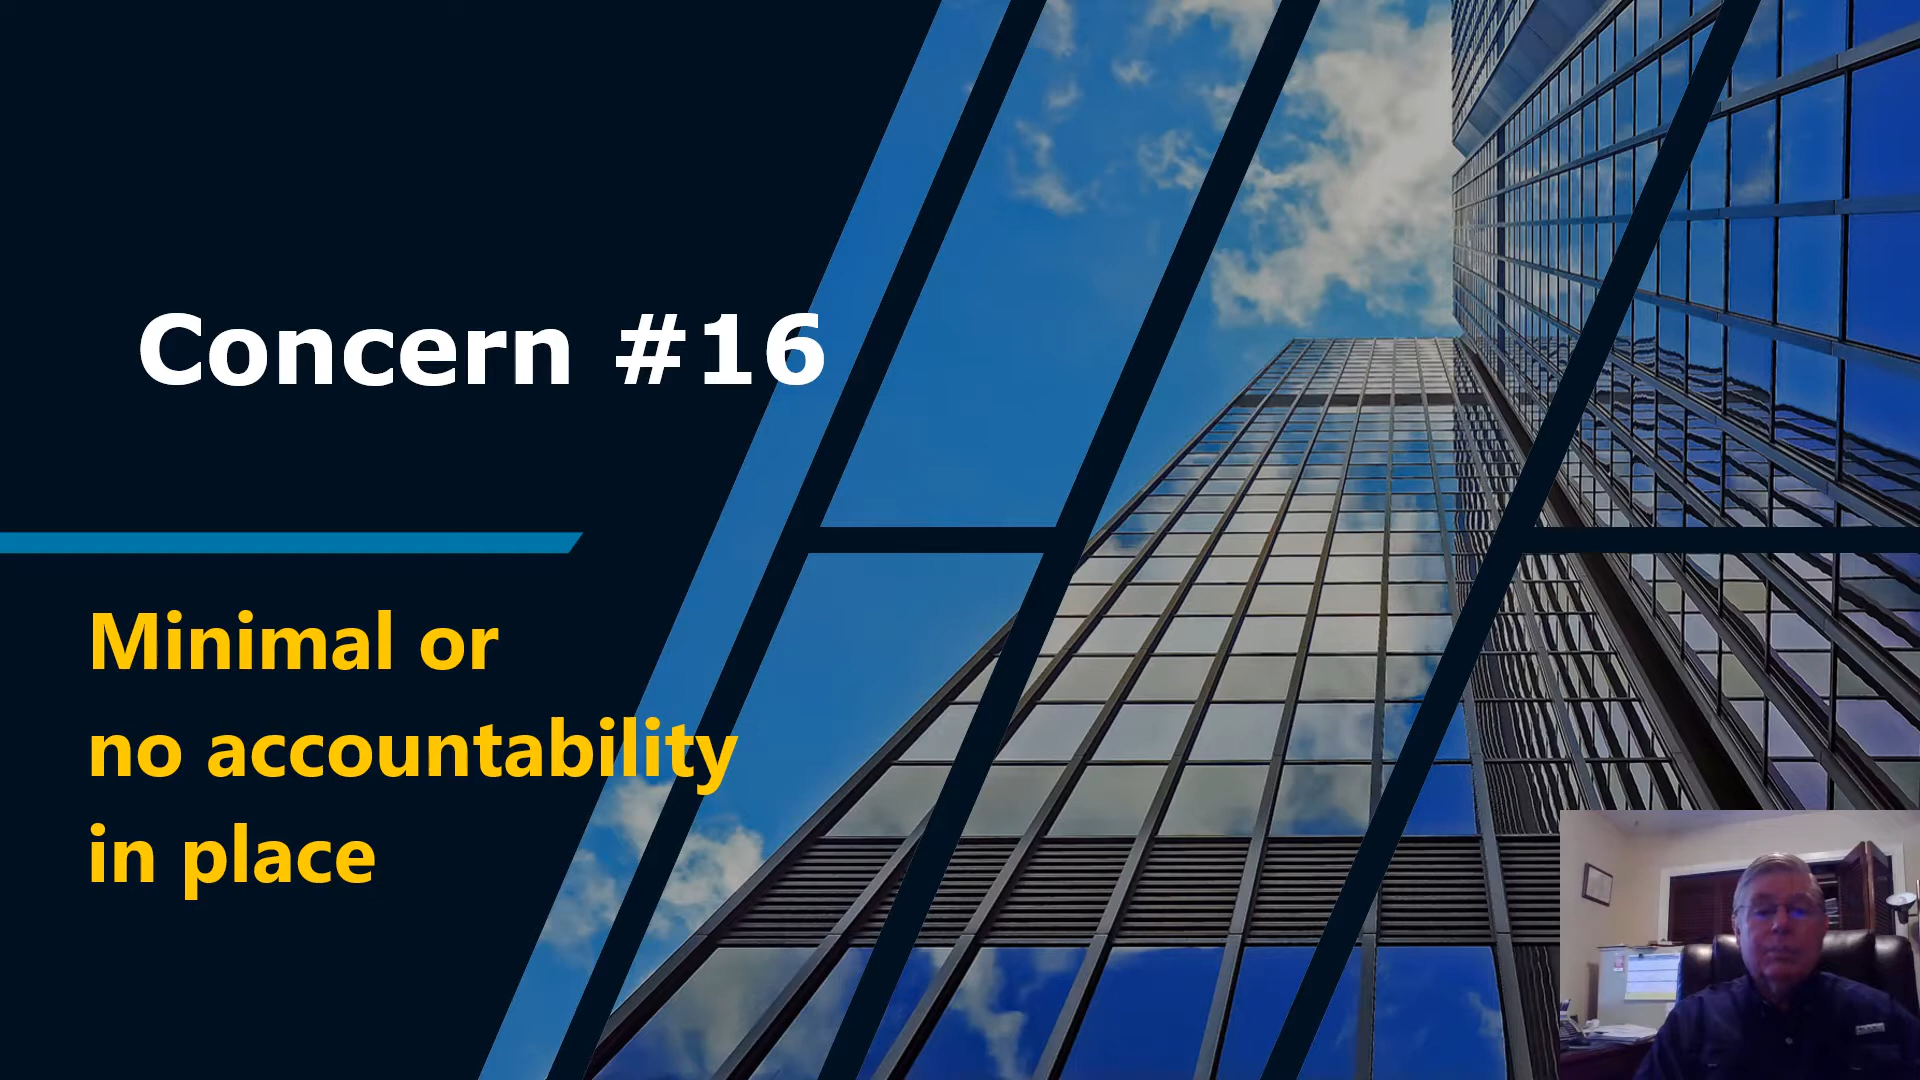 Concern #16
Minimal or
no accountability
in place